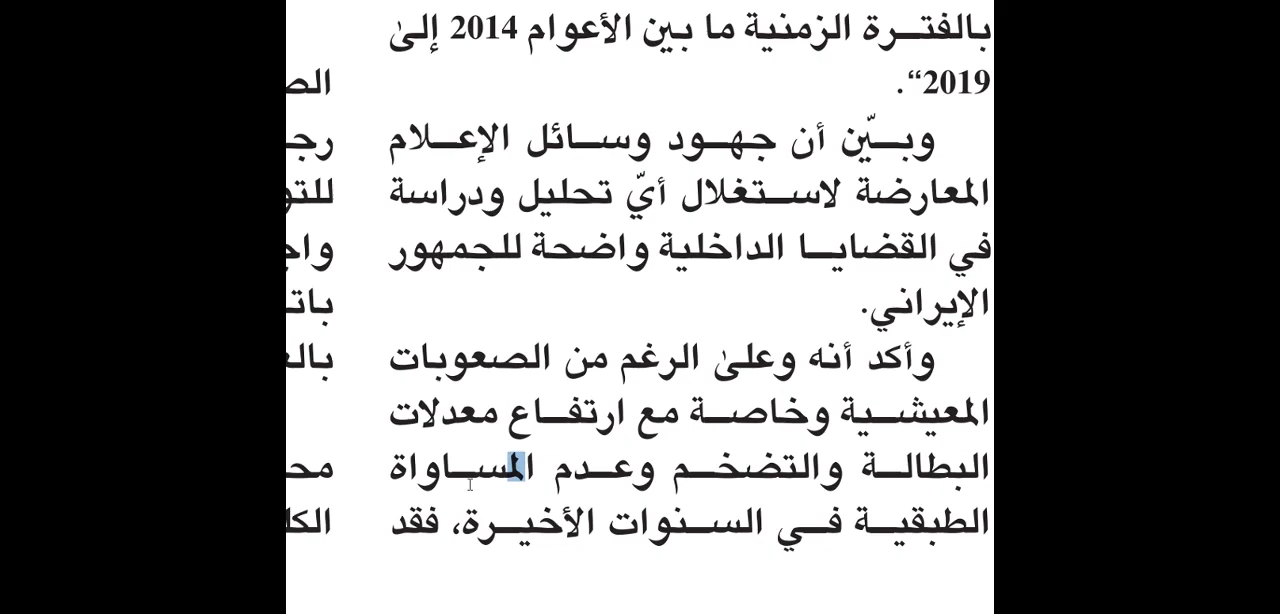 بالفترة الزمنية ما بين الأعوام 2014 إلىٰ
2019“.
وبيّن أن جهود وسائل الإعلام
المعارضة لاستغلال أيّ تحليل ودراسة
في القضايا الداخلية واضحة للجمهور
الإيراني.
وأكد أنه وعلىٰ الرغم من الصعوبات
المعيشية وخاصة مع ارتفاع معدلات
البطالة والتضخم وعدم المساواة
الطبقية في السنوات الأخيرة، فقد